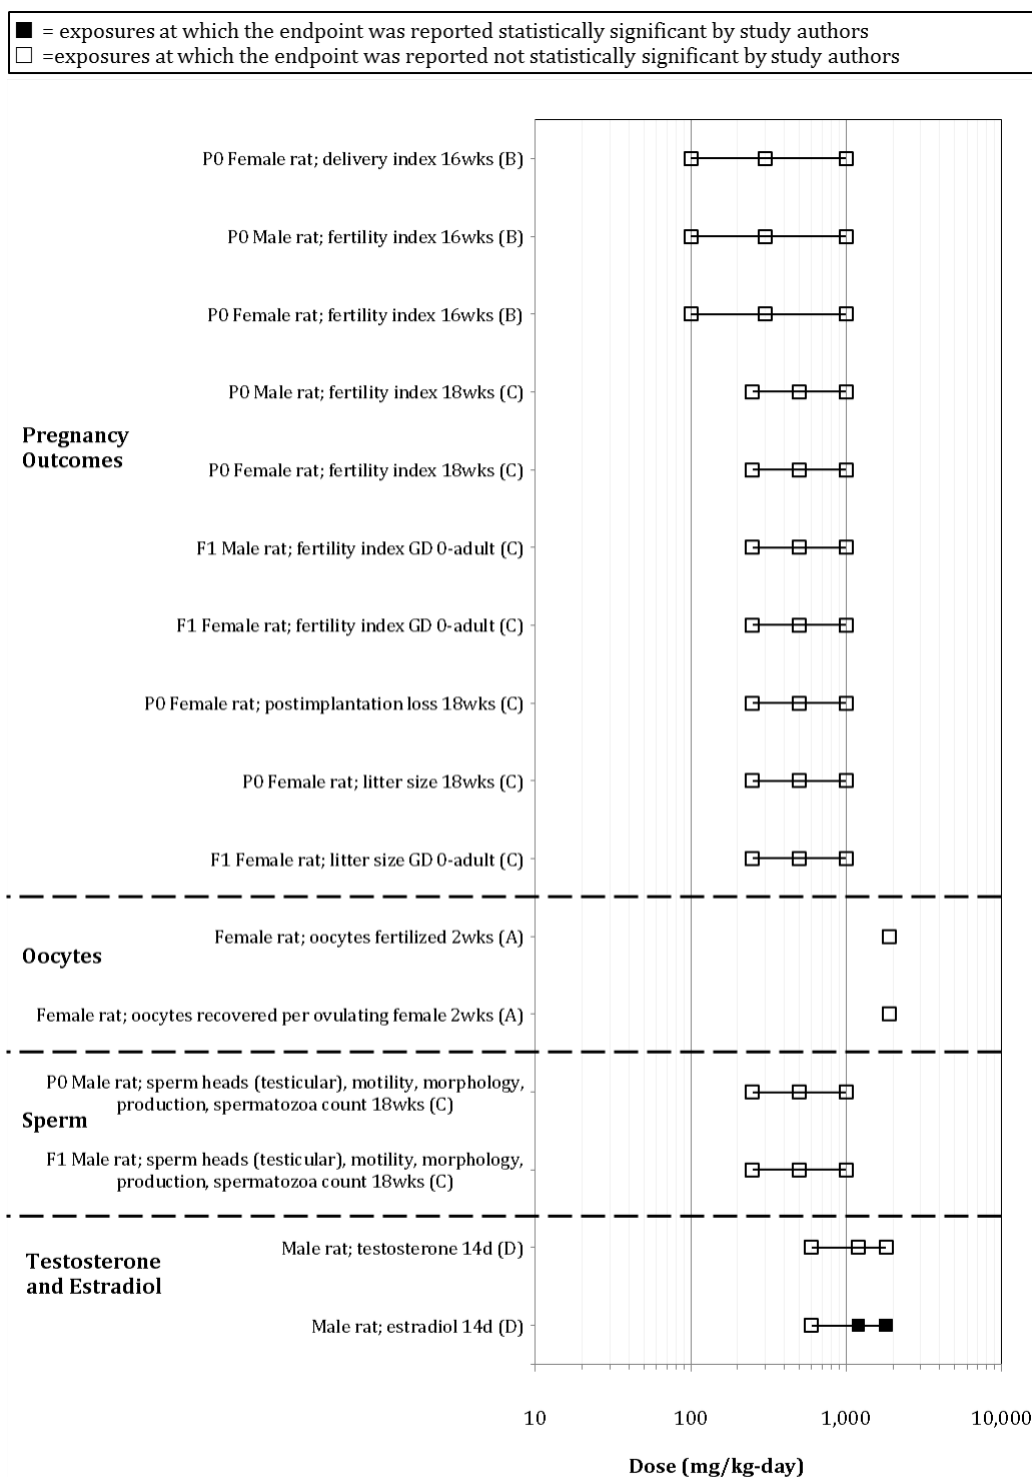 ■ = exposures at which the endpoint was reported statistically significant by study authors
□ =exposures at which the endpoint was reported not statistically significant by study authors
P0 Female rat; delivery index 16wks (B)
P0 Male rat; fertility index 16wks (B)
P0 Female rat; fertility index 16wks (B)
P0 Male rat; fertility index 18wks (C)
Pregnancy
Outcomes
P0 Female rat; fertility index 18wks (C)
F1 Male rat; fertility index GD 0-adult (C)
F1 Female rat; fertility index GD 0-adult (C)
P0 Female rat; postimplantation loss 18wks (C)
P0 Female rat; litter size 18wks (C)
F1 Female rat; litter size GD 0-adult (C)
Oocytes
Female rat; oocytes fertilized 2wks (A)
Female rat; oocytes recovered per ovulating female 2wks (A)
Sperm
P0 Male rat; sperm heads (testicular), motility, morphology,
production, spermatozoa count 18wks (C)
F1 Male rat; sperm heads (testicular), motility, morphology,
production, spermatozoa count 18wks (C)
Testosterone
and Estradiol
Male rat; testosterone 14d (D)
Male rat; estradiol 14d (D)
10 100 1,000 10,000
Dose (mg/kg-day)